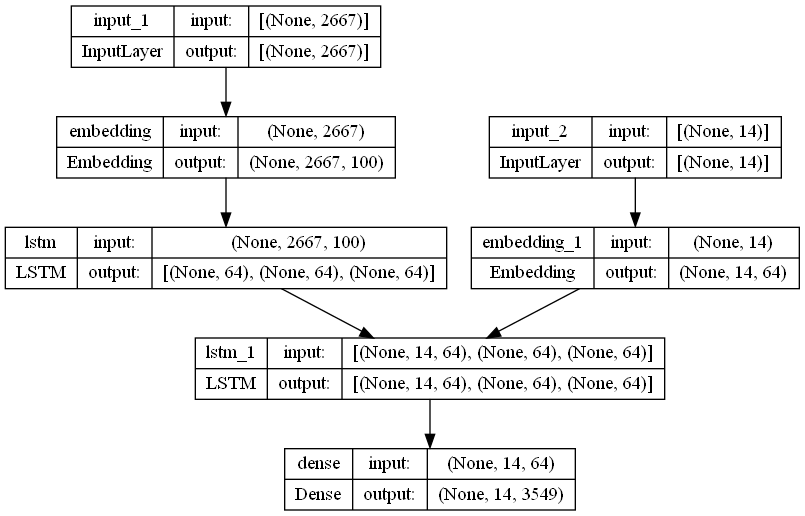 input_1 input: [(None, 2667)]
InputLayer output: [(None, 2667)]
embedding input: (None, 2667)
Embedding output: (None, 2667, 100)
input_2 input: [(None, 14)]
InputLayer output: [(None, 14)]
lstm input: (None, 2667, 100)
LSTM output: [(None, 64), (None, 64), (None, 64)]
embedding_1 input: (None, 14)
Embedding output: (None, 14, 64)
lstm_1 input: [(None, 14, 64), (None, 64), (None, 64)]
LSTM output: [(None, 14, 64), (None, 64), (None, 64)]
dense input: (None, 14, 64)
Dense output: (None, 14, 3549)